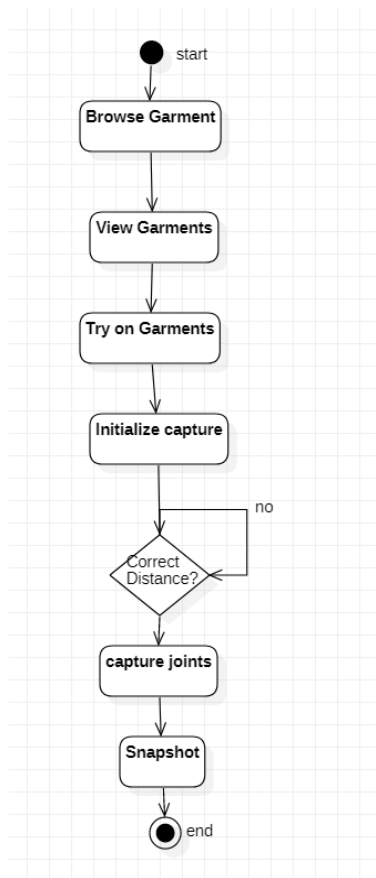 start
Browse Garment
View Garments
Try on Garments
Initialize capture
no
Correct
Distance?
capture joints
Snapshot
end